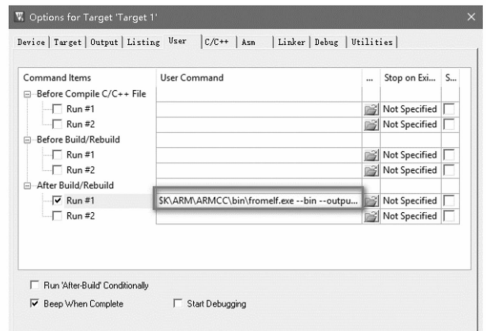 Options for Target 'Target 1'
Device Target Output Listing User C/C++ Asm Linker Debug Utilities
Command Items User Command ... Stop on Exi... S...
Before Compile C/C++ File
Run #1
Run #2 Not Specified
Before Build/Rebuild
Run #1 Not Specified
Run #2 Not Specified
After Build/Rebuild
Run #1 $K\ARM\ARMCC\bin\fromelf.exe --bin --outpu... Not Specified
Run #2 Not Specified
Run 'After-Build' Conditionally
Beep When Complete Start Debugging